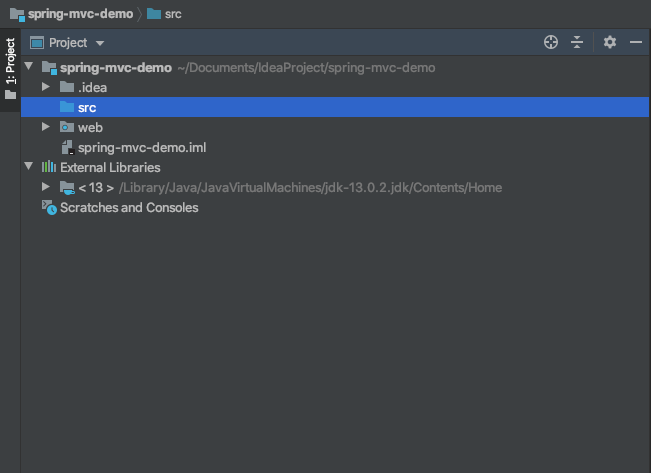 spring-mvc-demo src
1: Project
Project
spring-mvc-demo ~/Documents/IdeaProject/spring-mvc-demo
.idea
src
web
spring-mvc-demo.iml
External Libraries
< 13 > /Library/Java/JavaVirtualMachines/jdk-13.0.2.jdk/Contents/Home
Scratches and Consoles